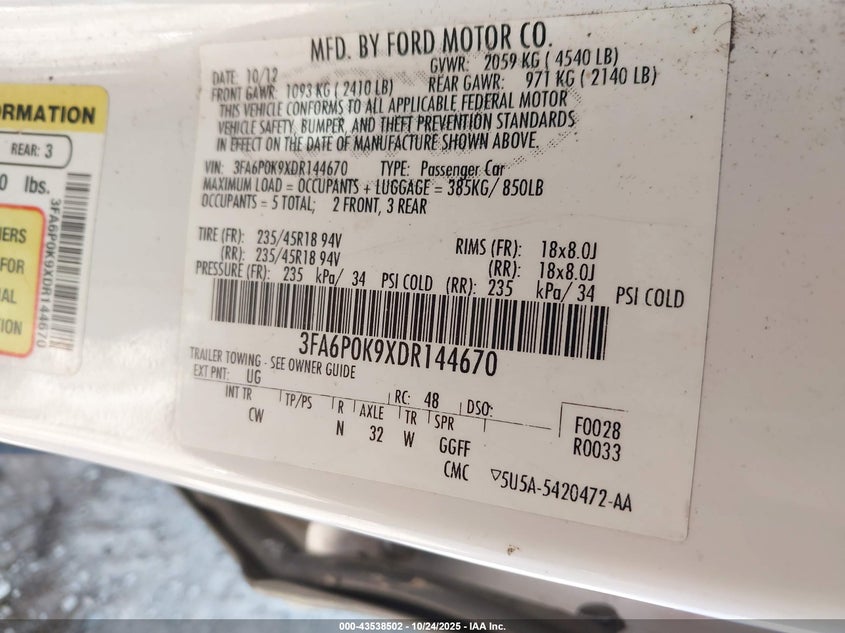 ORMATION
REAR: 3
0 lbs.
IERS
FOR
IAL
TION
3FA6P0K9XDR144670
MFD. BY FORD MOTOR CO.
DATE: 10/12 GVWR: 2059 KG ( 4540 LB)
FRONT GAWR: 1093 KG ( 2410 LB) REAR GAWR: 971 KG ( 2140 LB)
THIS VEHICLE CONFORMS TO ALL APPLICABLE FEDERAL MOTOR
VEHICLE SAFETY, BUMPER, AND THEFT PREVENTION STANDARDS
IN EFFECT ON THE DATE OF MANUFACTURE SHOWN ABOVE.
VIN: 3FA6P0K9XDR144670 TYPE: Passenger Car
MAXIMUM LOAD = OCCUPANTS + LUGGAGE = 385KG/ 850LB
OCCUPANTS = 5 TOTAL; 2 FRONT, 3 REAR
TIRE (FR): 235/45R18 94V RIMS (FR): 18x8.0J
(RR): 235/45R18 94V (RR): 18x8.0J
PRESSURE (FR): 235 kPa/ 34 PSI COLD (RR): 235 kPa/ 34 PSI COLD
3FA6P0K9XDR144670
TRAILER TOWING - SEE OWNER GUIDE
EXT PNT: UG RC: 48 DSO:
INT TR TP/PS R AXLE TR SPR F0028
CW N 32 W GGFF R0033
CMC ▽5U5A-5420472-AA
000-43538502 • 10/24/2025 • IAA Inc.